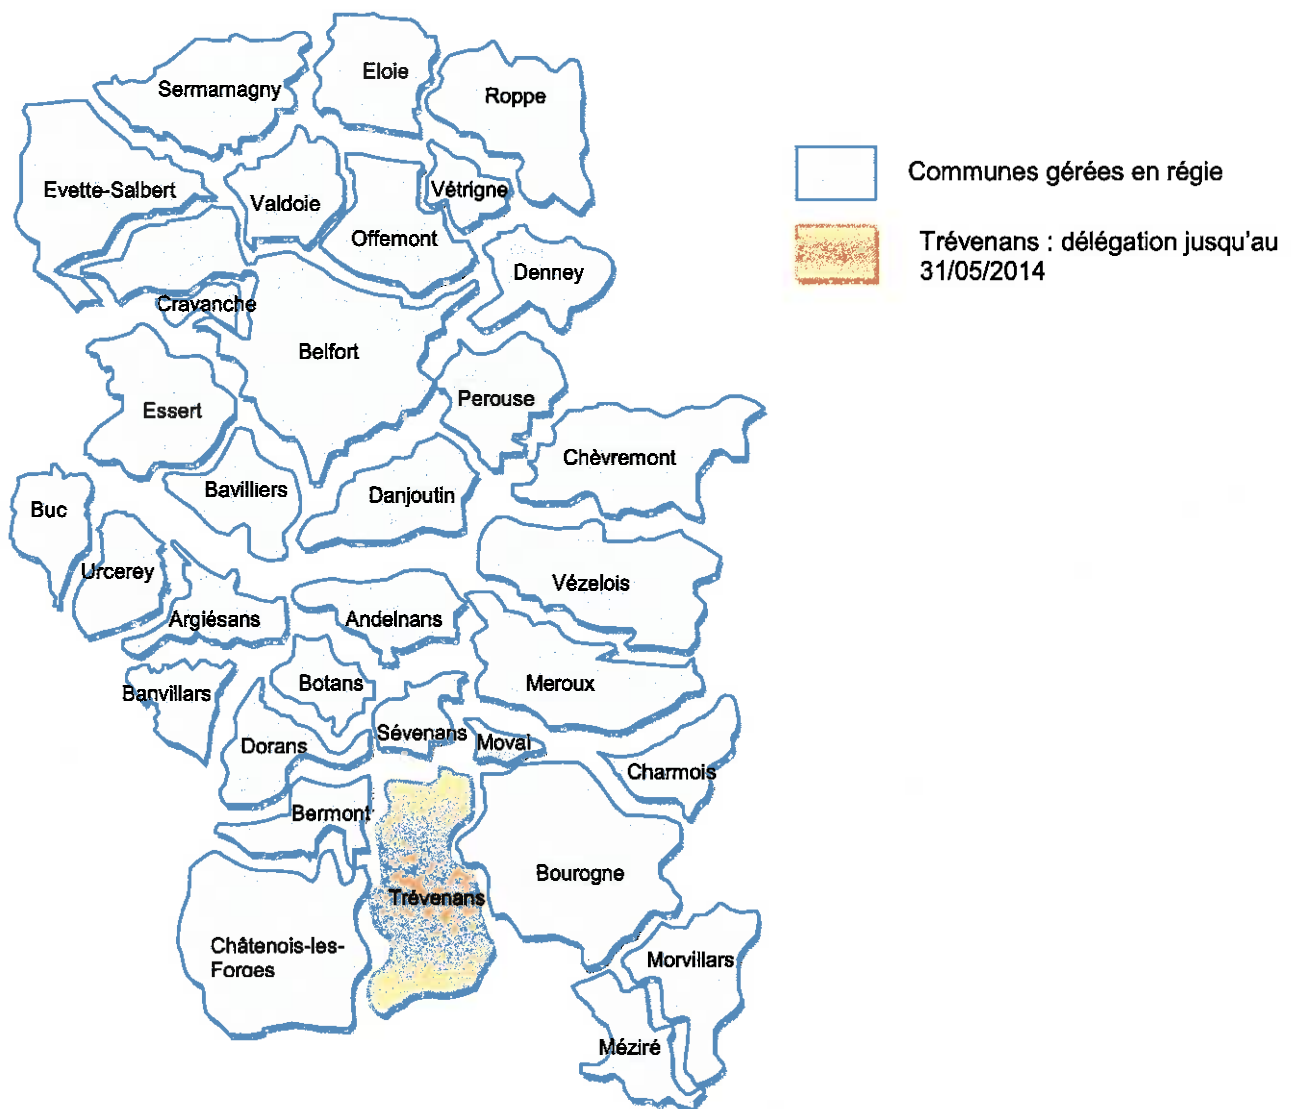 Eloie
Sermamagny
Roppe
Evette-Salbert
Valdoie
Vétrigne
Offemont
Denney
Cravanche
Belfort
Essert
Perouse
Chèvremont
Bavilliers
Danjoutin
Buc
Urcerey
Vézelois
Argiésans
Andelnans
Banvillars
Botans
Meroux
Dorans
Sévenans
Moval
Charmois
Bermont
Bourogne
Trévenans
Châtenois-les-
Forges
Morvillars
Méziré
Communes gérées en régie
Trévenans : délégation jusqu'au
31/05/2014